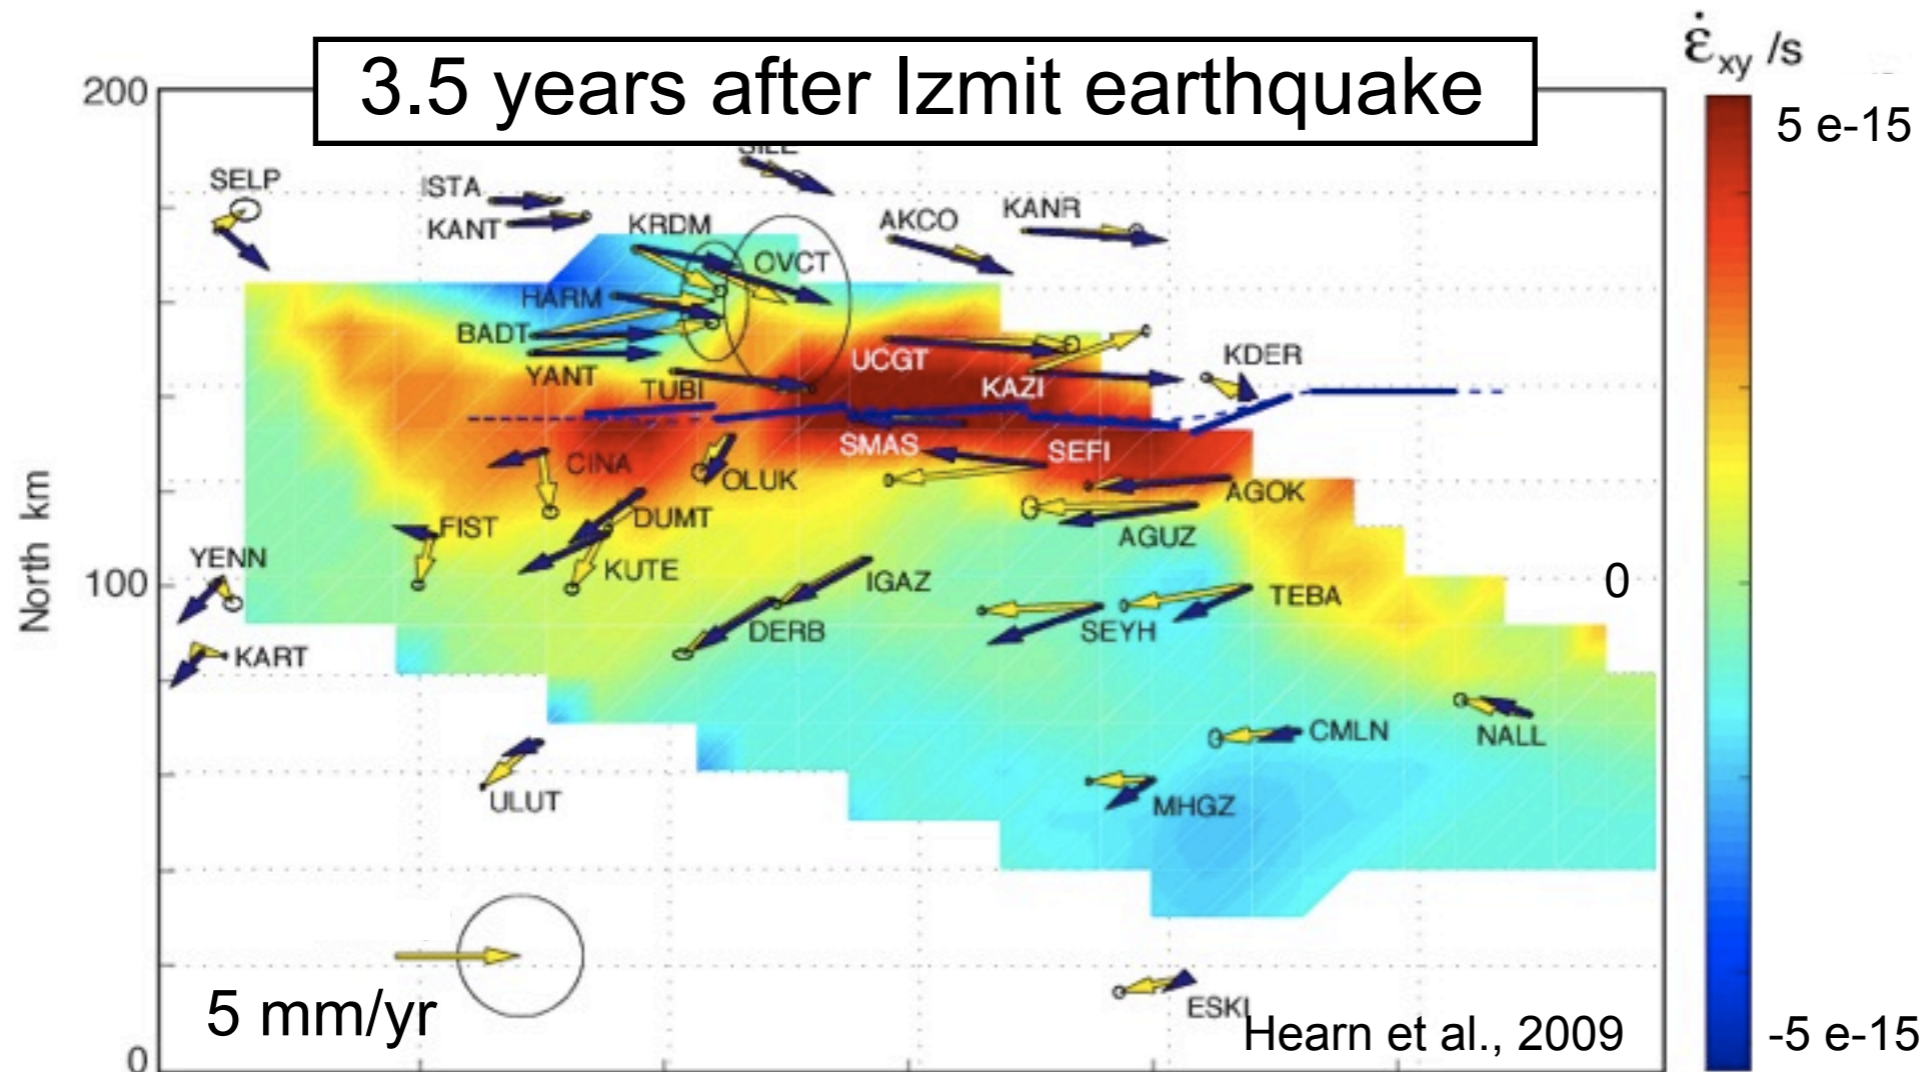 3.5 years after Izmit earthquake
ε̇xy /s
5 e-15
0
-5 e-15
200
100
0
North km
SELP
ISTA
KANT
SILE
KRDM
OVCT
AKCO
KANR
HARM
BADT
YANT
TUBI
UCGT
KAZI
KDER
CINA
OLUK
SMAS
SEFI
AGOK
AGUZ
FIST
DUMT
KUTE
YENN
KART
IGAZ
DERB
SEYH
TEBA
ULUT
CMLN
NALL
MHGZ
ESKI
5 mm/yr
Hearn et al., 2009